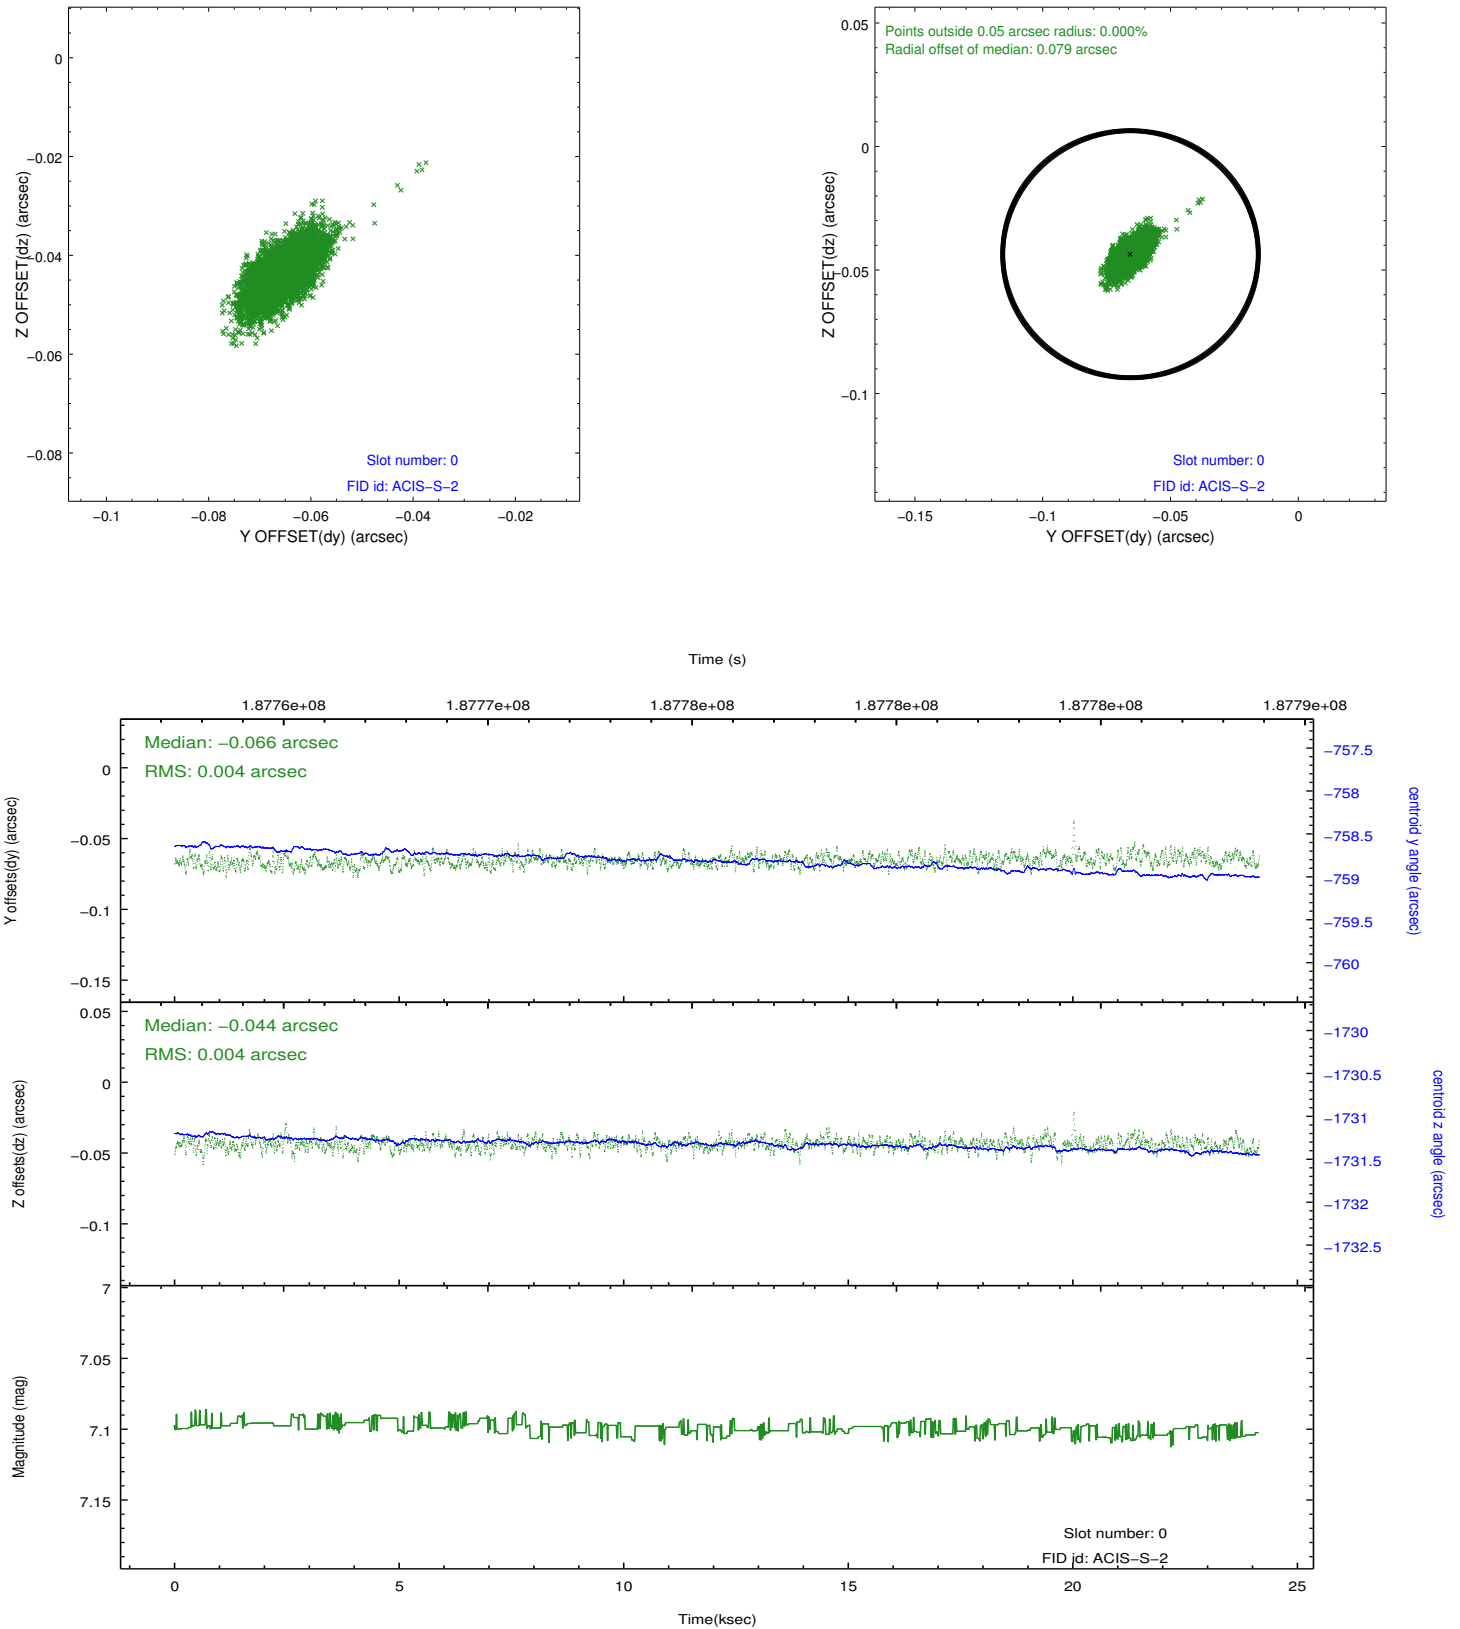 0
−0.02
−0.04
−0.06
−0.08
Z OFFSET(dz) (arcsec)
Slot number: 0
FID id: ACIS−S−2
−0.1
−0.08
−0.06
−0.04
−0.02
Y OFFSET(dy) (arcsec)
Points outside 0.05 arcsec radius: 0.000%
Radial offset of median: 0.079 arcsec
0.05
0
−0.05
−0.1
Z OFFSET(dz) (arcsec)
Slot number: 0
FID id: ACIS−S−2
−0.15
−0.1
−0.05
0
Y OFFSET(dy) (arcsec)
Time (s)
1.8776e+08
1.8777e+08
1.8778e+08
1.8778e+08
1.8778e+08
1.8779e+08
Median: −0.066 arcsec
RMS: 0.004 arcsec
0
−0.05
−0.1
−0.15
Y offsets(dy) (arcsec)
−757.5
−758
−758.5
−759
−759.5
−760
centroid y angle (arcsec)
Median: −0.044 arcsec
RMS: 0.004 arcsec
0.05
0
−0.05
−0.1
Z offsets(dz) (arcsec)
−1730
−1730.5
−1731
−1731.5
−1732
−1732.5
centroid z angle (arcsec)
7
7.05
7.1
7.15
Magnitude (mag)
Slot number: 0
FID id: ACIS−S−2
0
5
10
15
20
25
Time(ksec)